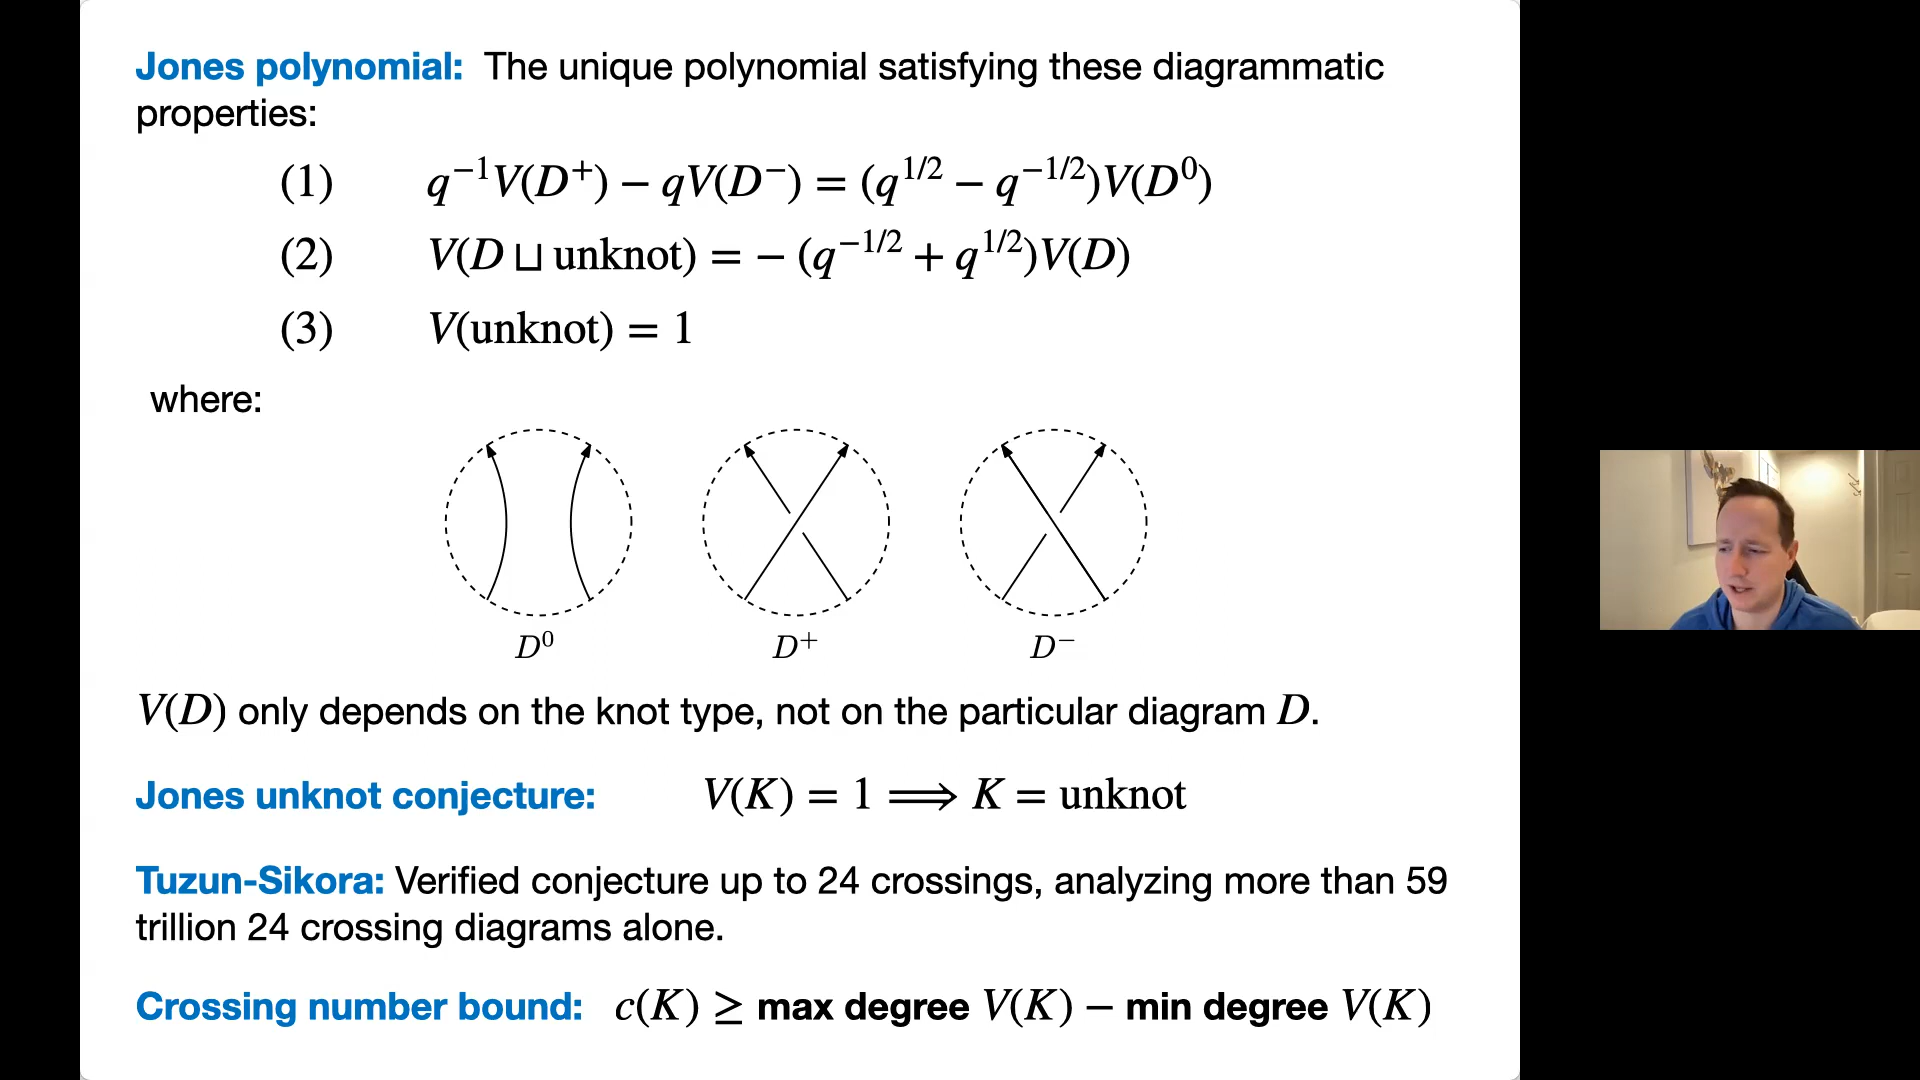 Jones polynomial: The unique polynomial satisfying these diagrammatic
properties:
(1) q⁻¹V(D⁺) − qV(D⁻) = (q^{1/2} − q^{−1/2})V(D⁰)
(2) V(D ⊔ unknot) = − (q^{−1/2} + q^{1/2})V(D)
(3) V(unknot) = 1
where:
D⁰ D⁺ D⁻
V(D) only depends on the knot type, not on the particular diagram D.
Jones unknot conjecture: V(K) = 1 ⟹ K = unknot
Tuzun-Sikora: Verified conjecture up to 24 crossings, analyzing more than 59
trillion 24 crossing diagrams alone.
Crossing number bound: c(K) ≥ max degree V(K) − min degree V(K)